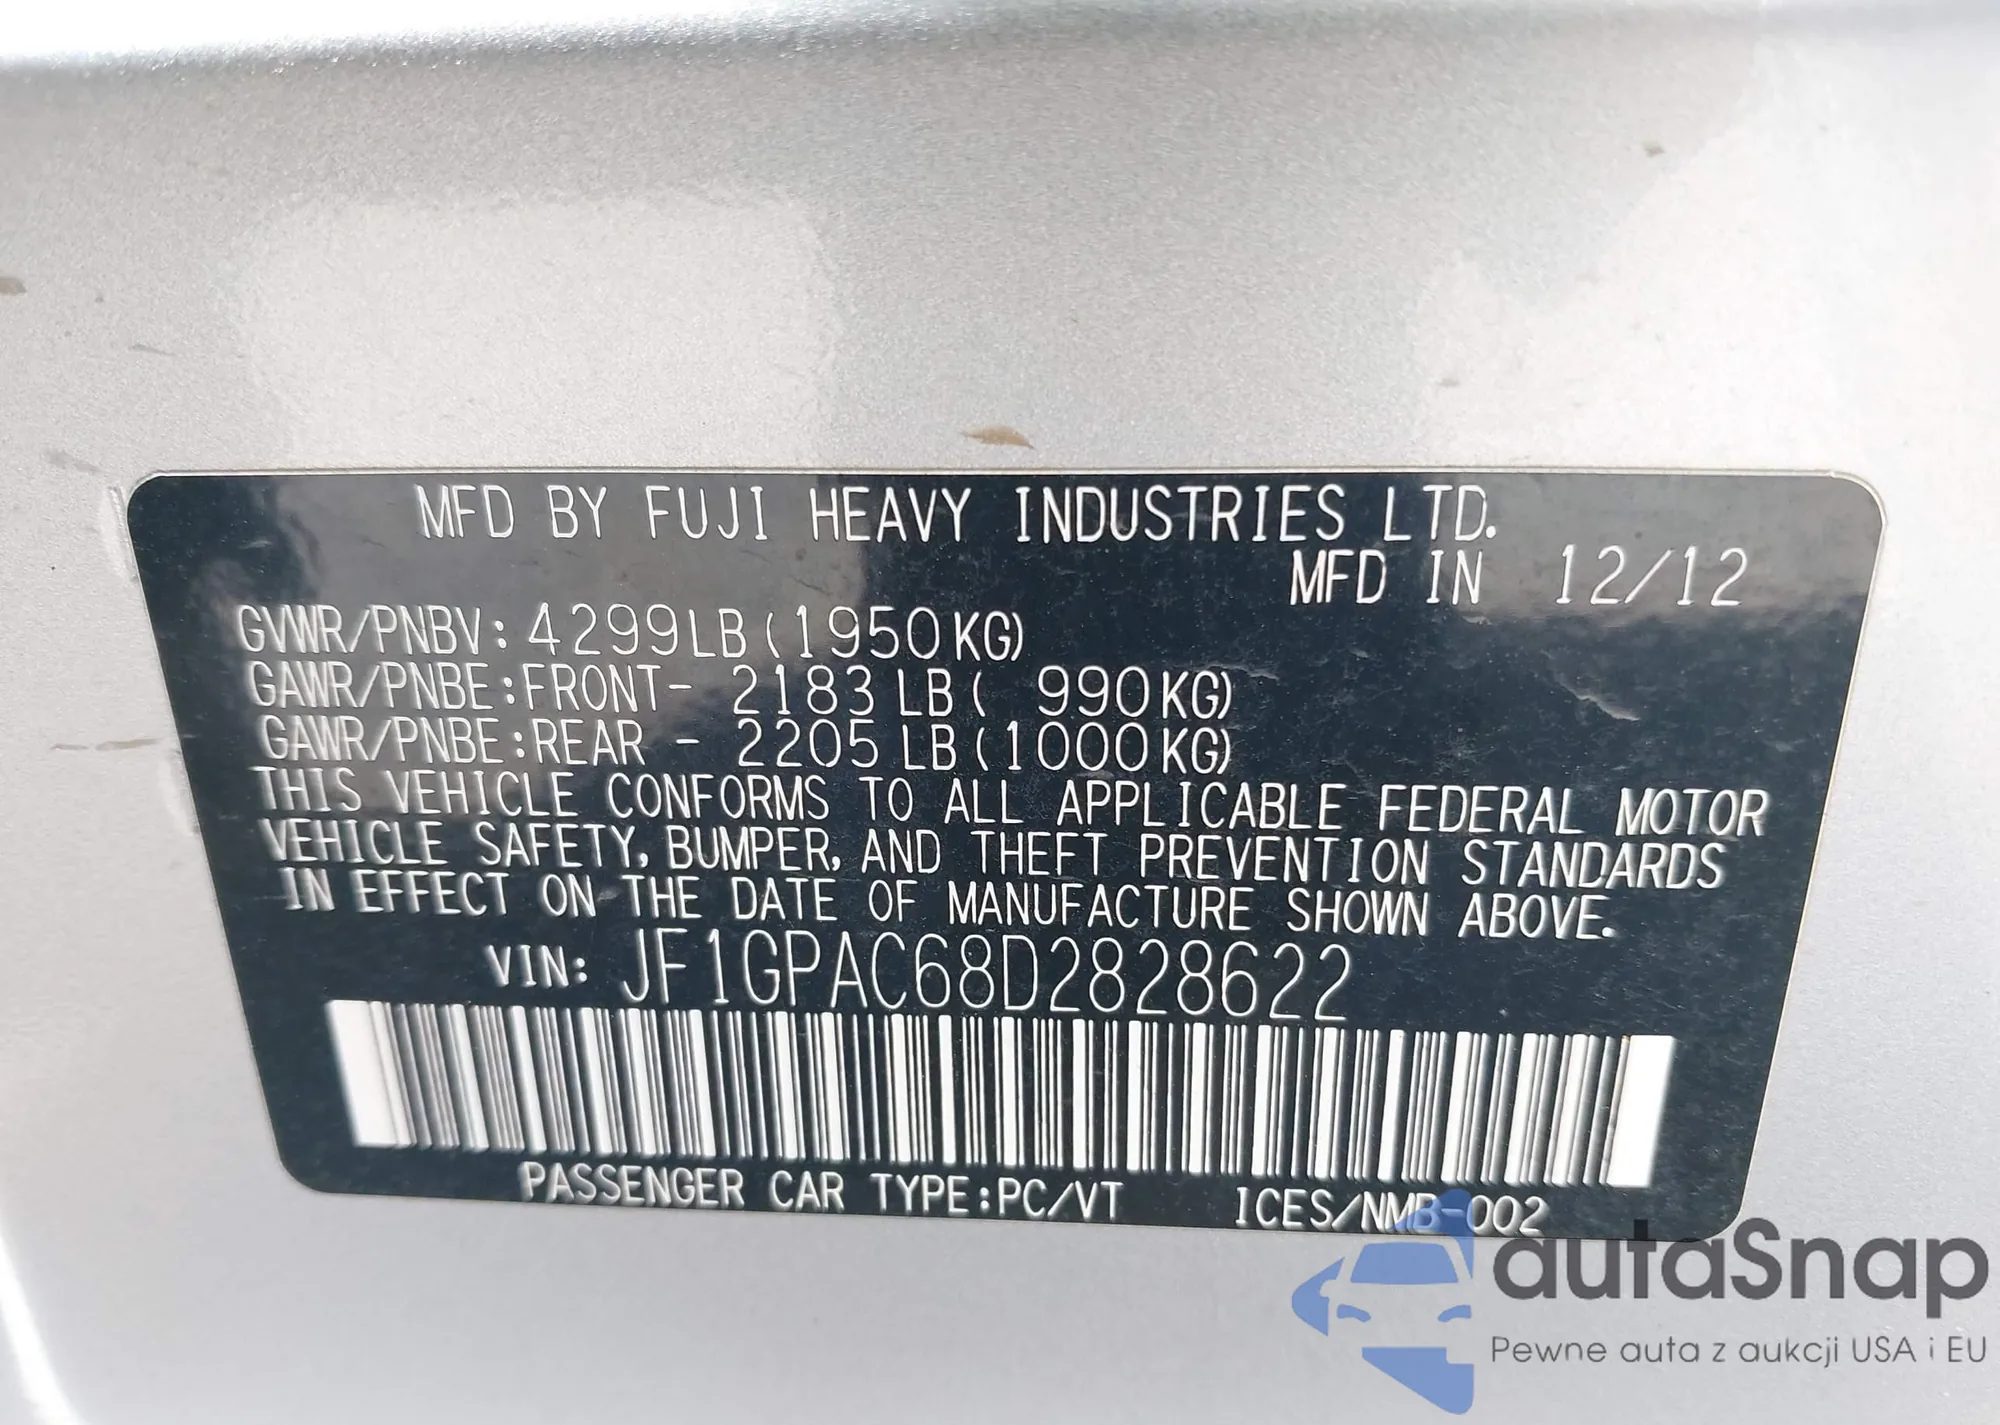 MFD BY FUJI HEAVY INDUSTRIES LTD.
MFD IN 12/12
GVWR/PNBV: 4299LB(1950KG)
GAWR/PNBE:FRONT- 2183 LB( 990KG)
GAWR/PNBE:REAR - 2205 LB(1000KG)
THIS VEHICLE CONFORMS TO ALL APPLICABLE FEDERAL MOTOR
VEHICLE SAFETY, BUMPER, AND THEFT PREVENTION STANDARDS
IN EFFECT ON THE DATE OF MANUFACTURE SHOWN ABOVE.
VIN: JF1GPAC68D2828622
PASSENGER CAR TYPE:PC/VT ICES/NMB-002
autaSnap
Pewne auta z aukcji USA i EU